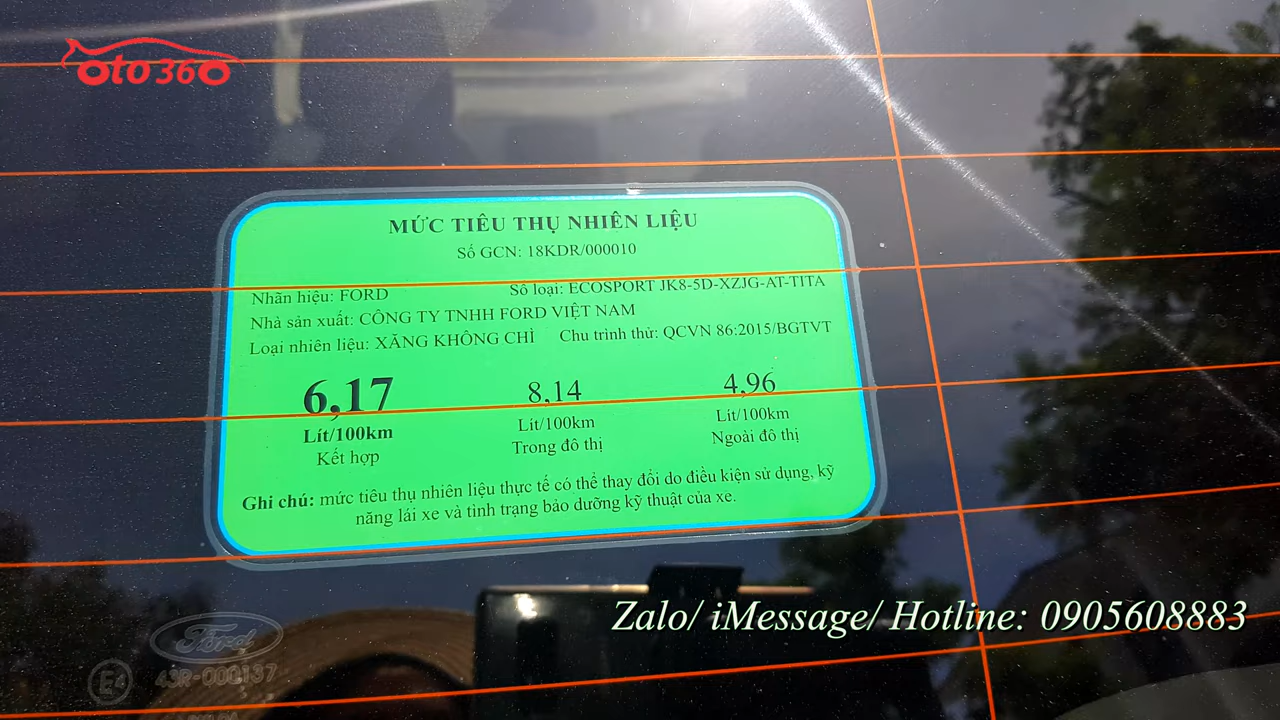 oto 360
MỨC TIÊU THỤ NHIÊN LIỆU
Số GCN: 18KDR/000010
Nhãn hiệu: FORD Số loại: ECOSPORT JK8-5D-XZJG-AT-TITA
Nhà sản xuất: CÔNG TY TNHH FORD VIỆT NAM
Loại nhiên liệu: XĂNG KHÔNG CHÌ Chu trình thử: QCVN 86:2015/BGTVT
6,17 8,14 4,96
Lít/100km Lít/100km Lít/100km
Kết hợp Trong đô thị Ngoài đô thị
Ghi chú: mức tiêu thụ nhiên liệu thực tế có thể thay đổi do điều kiện sử dụng, kỹ
năng lái xe và tình trạng bảo dưỡng kỹ thuật của xe.
Zalo/ iMessage/ Hotline: 0905608883
Ford
E4 43R-000137